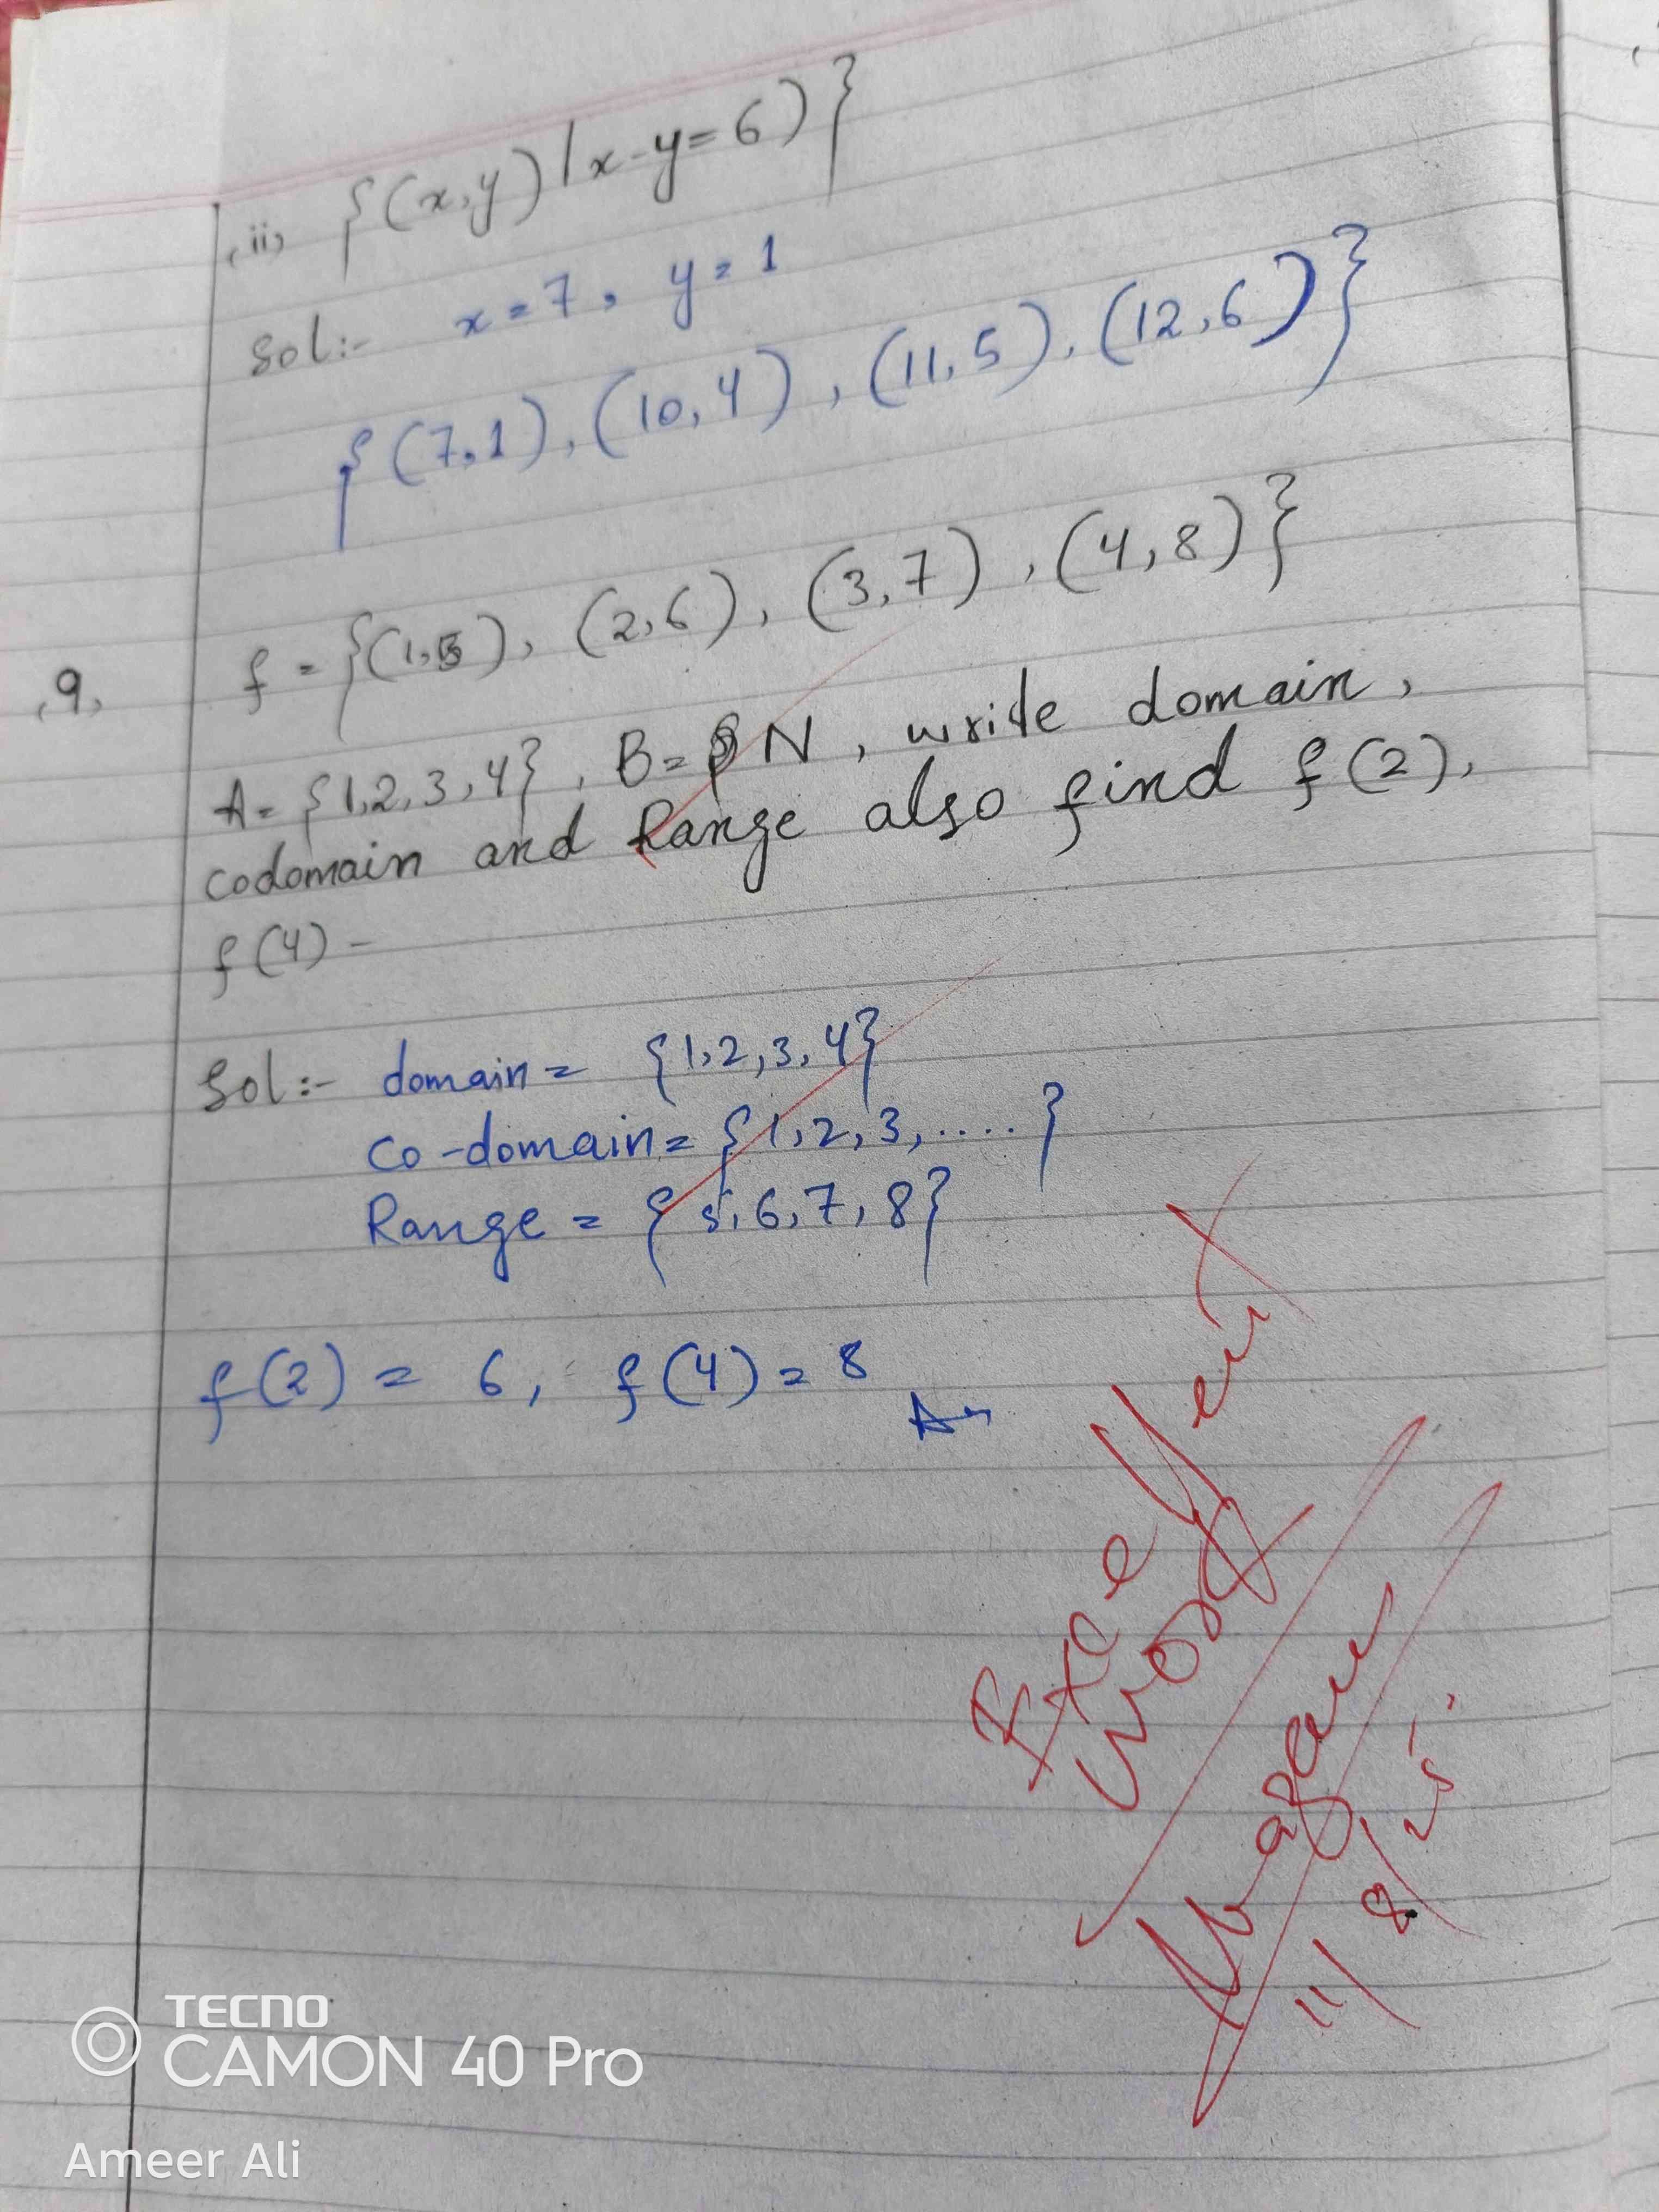 (ii) {(x,y) | x-y=6)}
Sol:- x=7, y=1
{(7,1), (10,4), (11,5), (12,6)}
(9) f = {(1,5), (2,6), (3,7), (4,8)}
A= {1,2,3,4}, B= N, write domain,
codomain and Range also find f(2),
f(4)-
Sol:- domain= {1,2,3,4}
co-domain= {1,2,3,....}
Range = {5,6,7,8}
f(2) = 6, f(4) = 8
Excellent
work
11/8/25
TECNO
CAMON 40 Pro
Ameer Ali